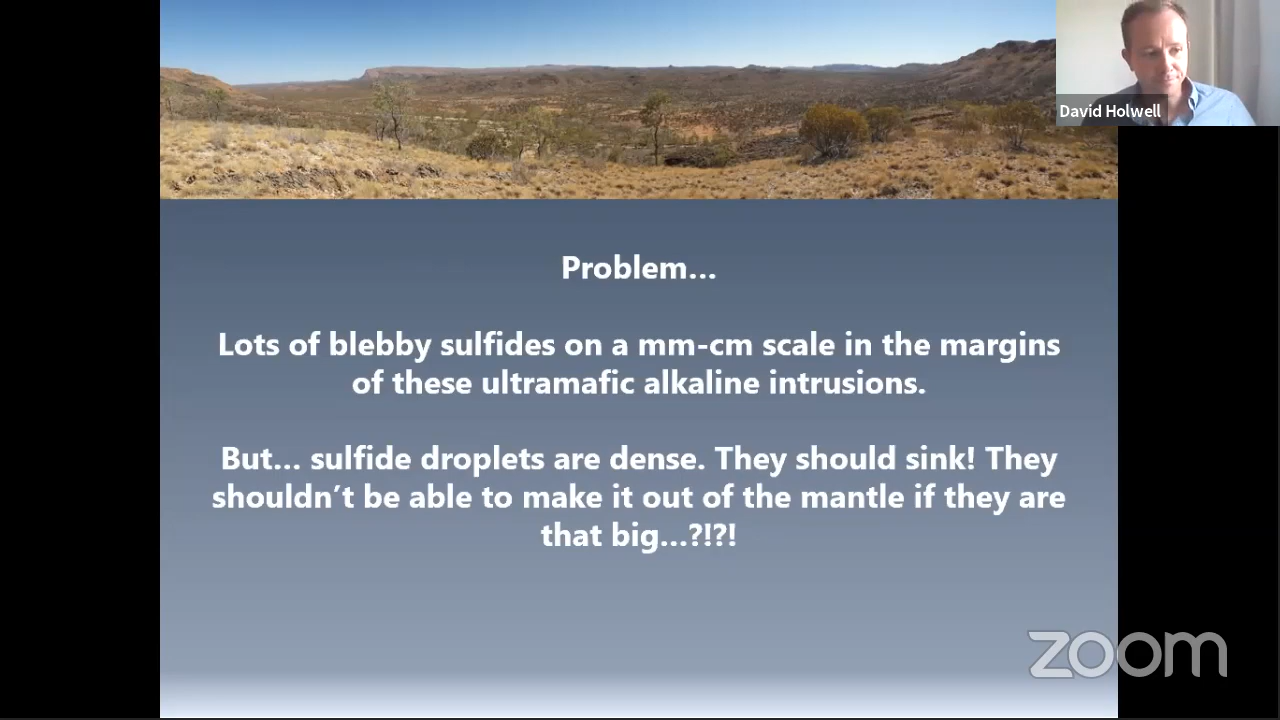 David Holwell
Problem...
Lots of blebby sulfides on a mm-cm scale in the margins
of these ultramafic alkaline intrusions.
But... sulfide droplets are dense. They should sink! They
shouldn't be able to make it out of the mantle if they are
that big...?!?!
zoom